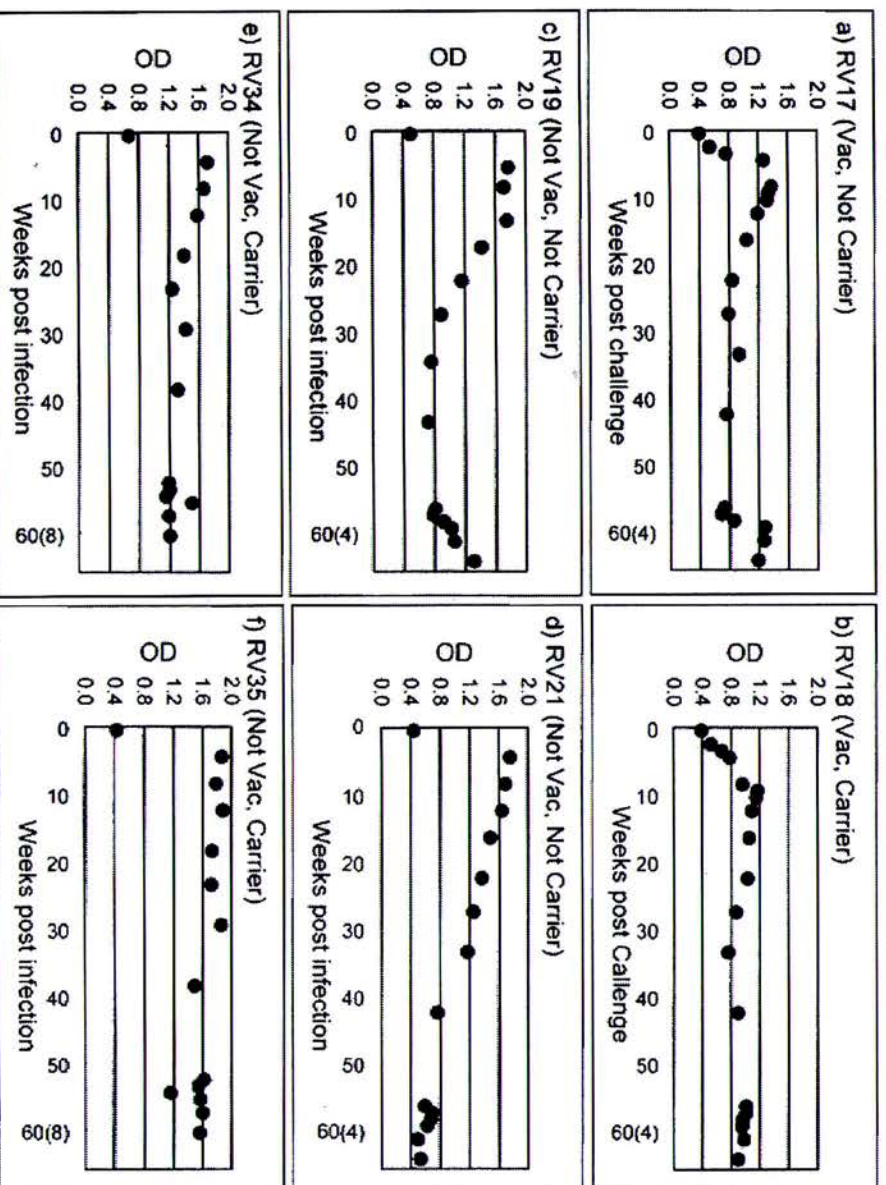 a) RV17 (Vac, Not Carrier)
OD
2.0
1.6
1.2
0.8
0.4
0.0
0 10 20 30 40 50 60(4)
Weeks post challenge
b) RV18 (Vac, Carrier)
OD
2.0
1.6
1.2
0.8
0.4
0.0
0 10 20 30 40 50 60(4)
Weeks post Callenge
c) RV19 (Not Vac, Not Carrier)
OD
2.0
1.6
1.2
0.8
0.4
0.0
0 10 20 30 40 50 60(4)
Weeks post infection
d) RV21 (Not Vac, Not Carrier)
OD
2.0
1.6
1.2
0.8
0.4
0.0
0 10 20 30 40 50 60(4)
Weeks post infection
e) RV34 (Not Vac, Carrier)
OD
2.0
1.6
1.2
0.8
0.4
0.0
0 10 20 30 40 50 60(8)
Weeks post infection
f) RV35 (Not Vac, Carrier)
OD
2.0
1.6
1.2
0.8
0.4
0.0
0 10 20 30 40 50 60(8)
Weeks post infection